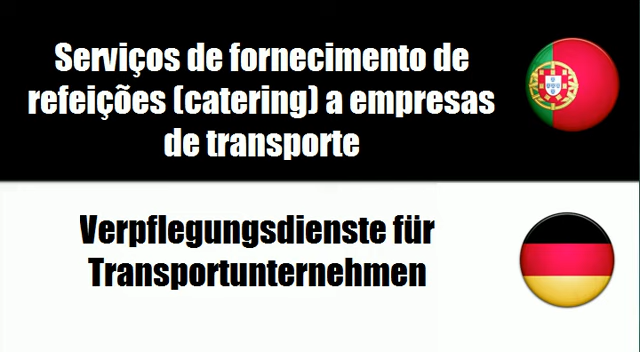 Serviços de fornecimento de
refeições (catering) a empresas
de transporte
Verpflegungsdienste für
Transportunternehmen